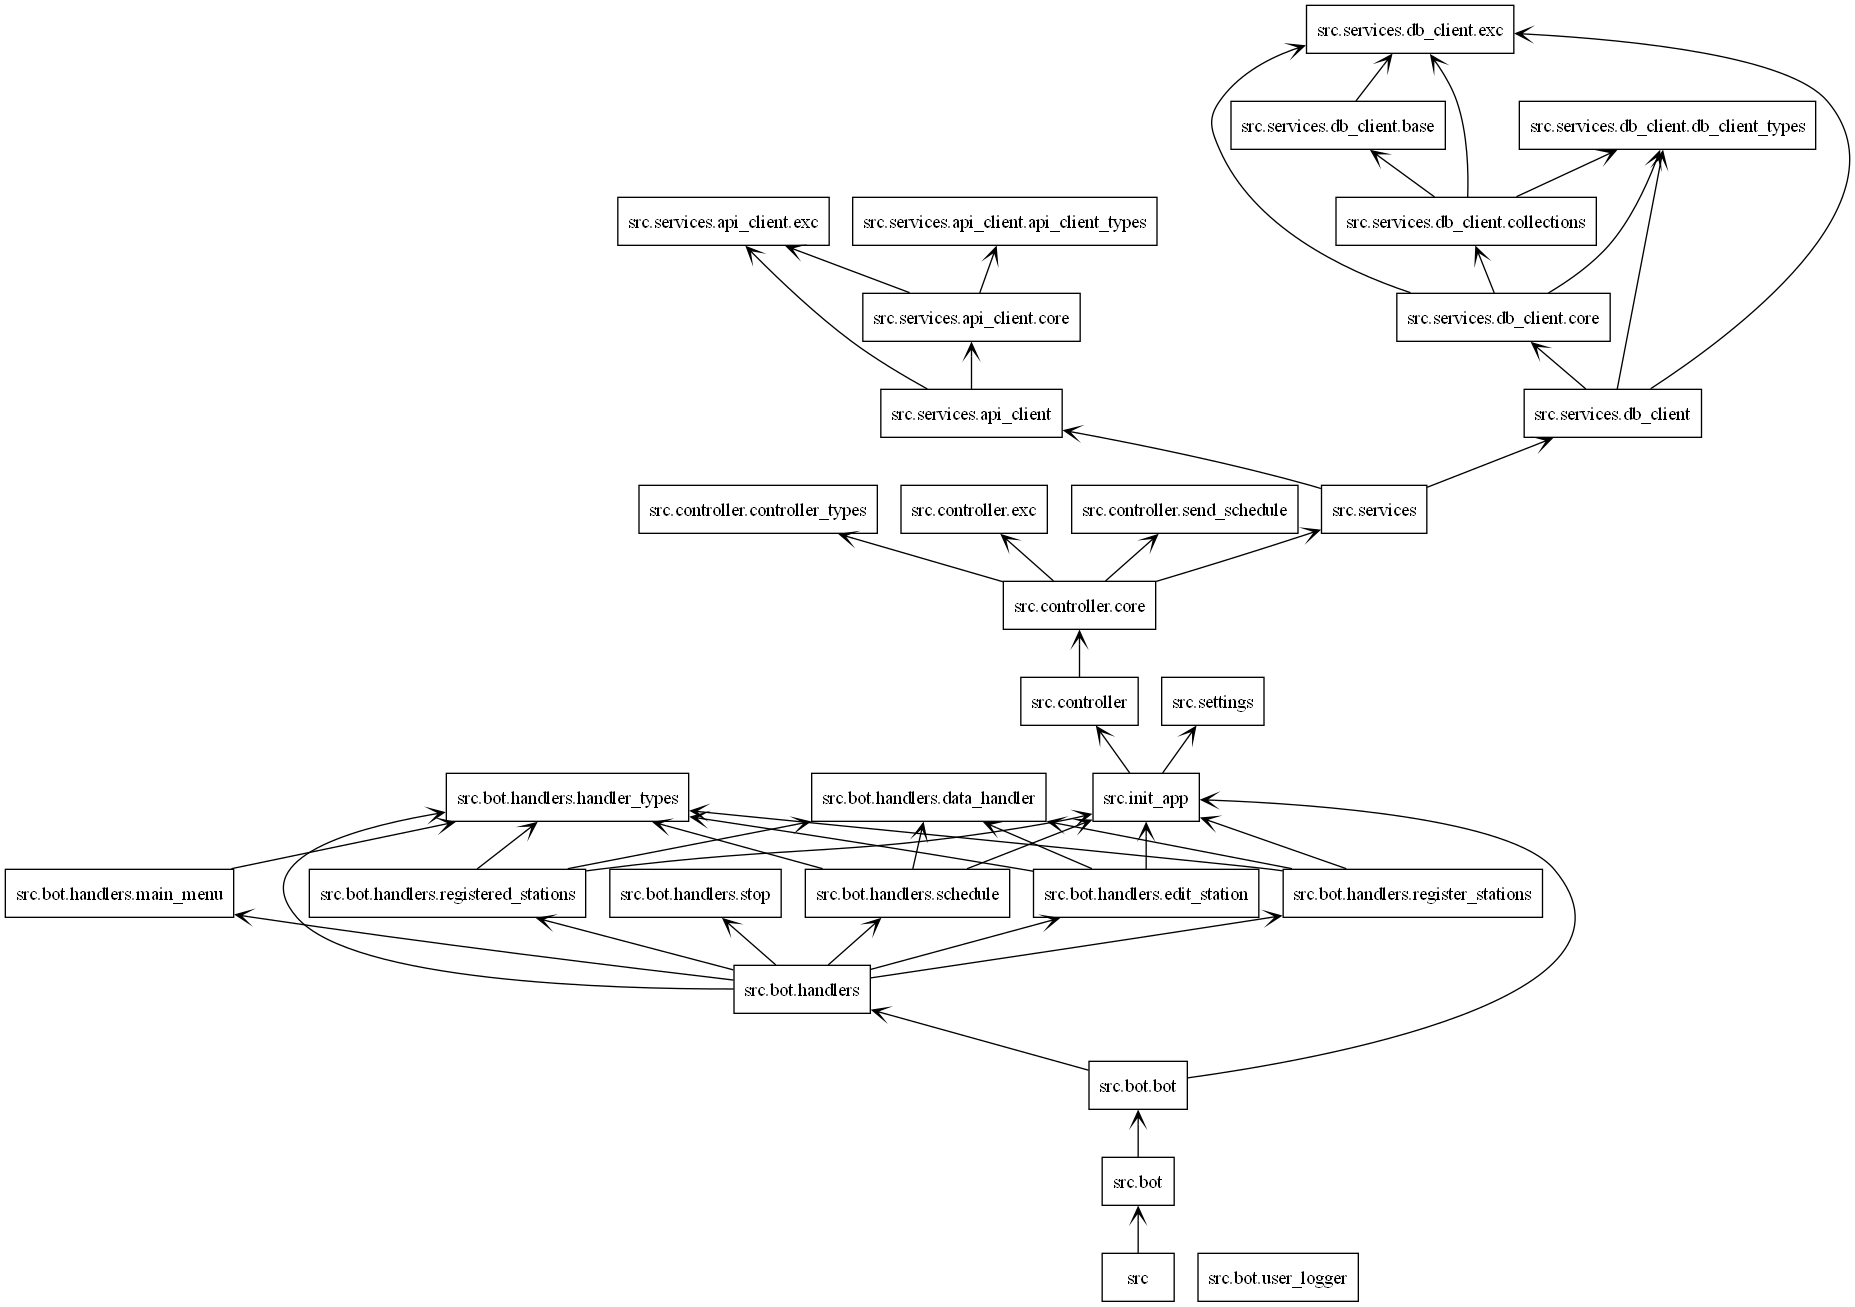 src.services.db_client.exc
src.services.db_client.base
src.services.db_client.db_client_types
src.services.api_client.exc
src.services.api_client.api_client_types
src.services.db_client.collections
src.services.api_client.core
src.services.db_client.core
src.services.api_client
src.services.db_client
src.controller.controller_types
src.controller.exc
src.controller.send_schedule
src.services
src.controller.core
src.controller
src.settings
src.bot.handlers.handler_types
src.bot.handlers.data_handler
src.init_app
src.bot.handlers.main_menu
src.bot.handlers.registered_stations
src.bot.handlers.stop
src.bot.handlers.schedule
src.bot.handlers.edit_station
src.bot.handlers.register_stations
src.bot.handlers
src.bot.bot
src.bot
src
src.bot.user_logger